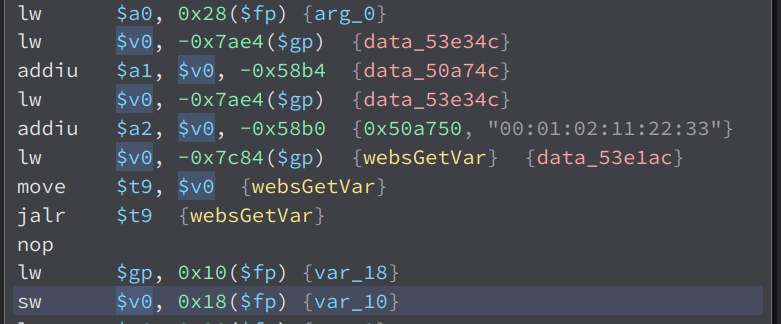 lw $a0, 0x28($fp) {arg_0}
lw $v0, -0x7ae4($gp) {data_53e34c}
addiu $a1, $v0, -0x58b4 {data_50a74c}
lw $v0, -0x7ae4($gp) {data_53e34c}
addiu $a2, $v0, -0x58b0 {0x50a750, "00:01:02:11:22:33"}
lw $v0, -0x7c84($gp) {websGetVar} {data_53e1ac}
move $t9, $v0 {websGetVar}
jalr $t9 {websGetVar}
nop
lw $gp, 0x10($fp) {var_18}
sw $v0, 0x18($fp) {var_10}